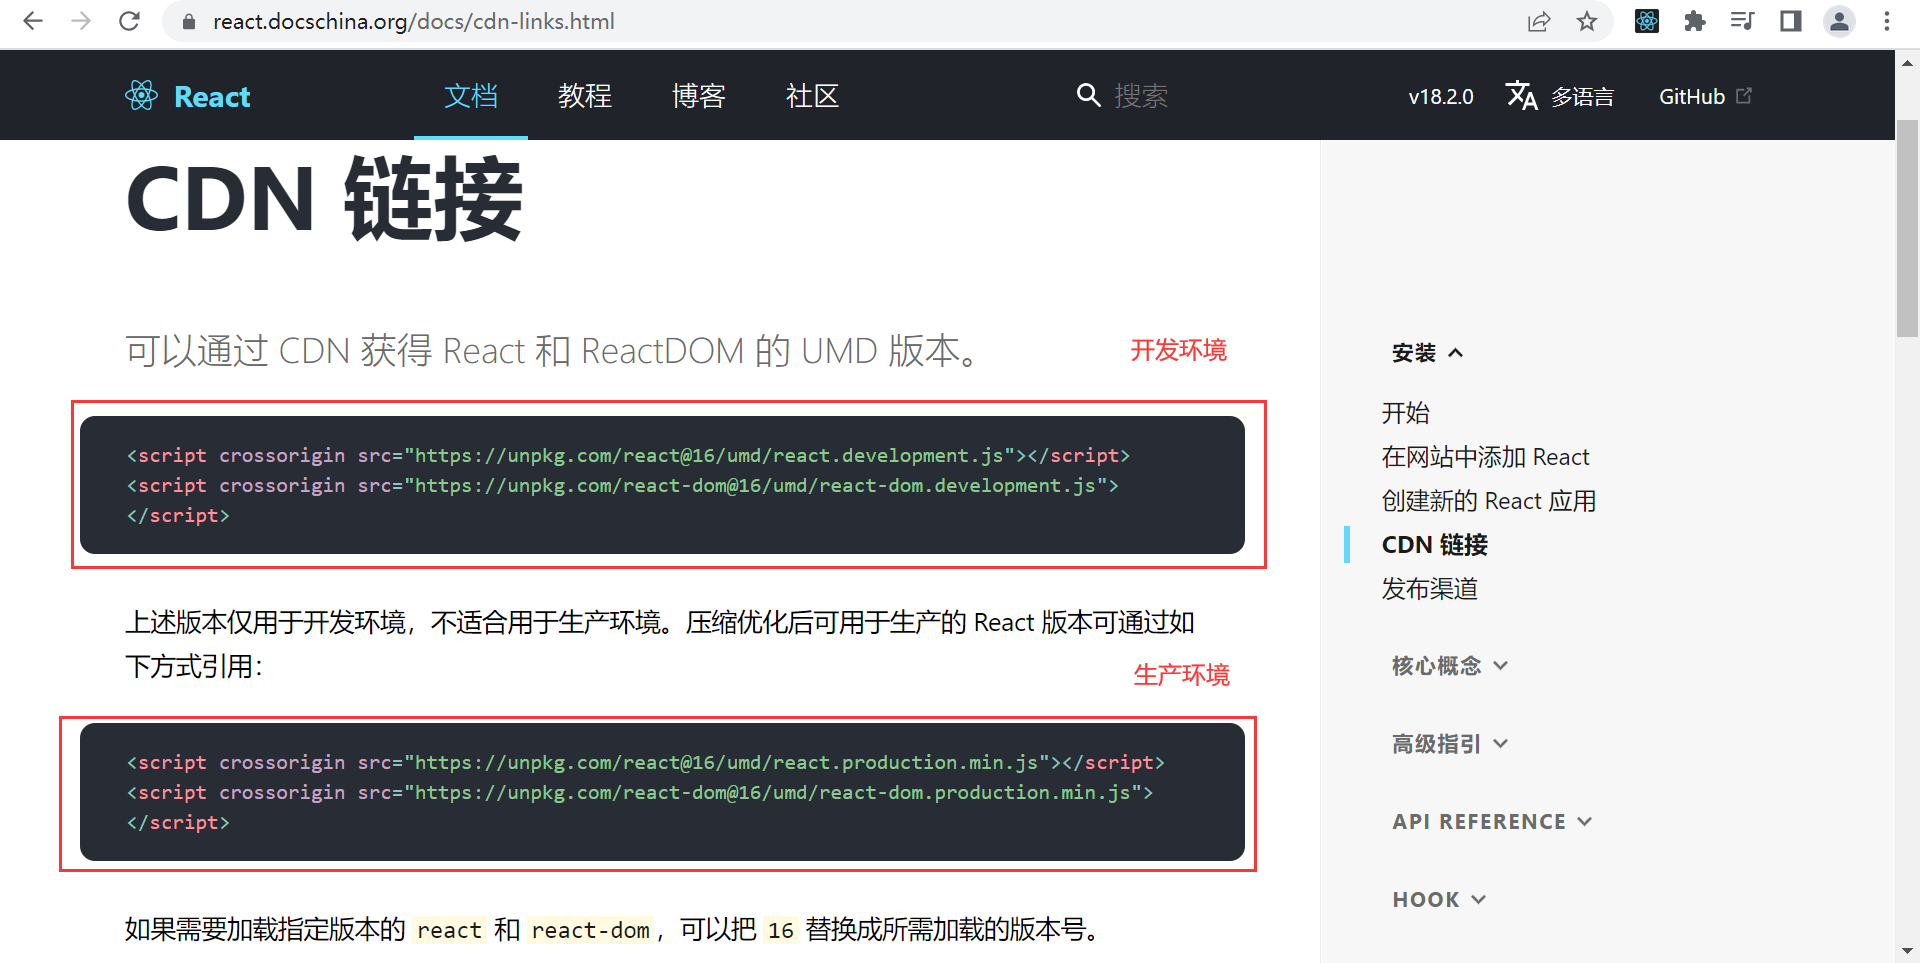 react.docschina.org/docs/cdn-links.html
React
文档
教程
博客
社区
搜索
v18.2.0
多语言
GitHub
CDN 链接
可以通过 CDN 获得 React 和 ReactDOM 的 UMD 版本。
开发环境
<script crossorigin src="https://unpkg.com/react@16/umd/react.development.js"></script>
<script crossorigin src="https://unpkg.com/react-dom@16/umd/react-dom.development.js">
</script>
上述版本仅用于开发环境，不适合用于生产环境。压缩优化后可用于生产的 React 版本可通过如
下方式引用：
生产环境
<script crossorigin src="https://unpkg.com/react@16/umd/react.production.min.js"></script>
<script crossorigin src="https://unpkg.com/react-dom@16/umd/react-dom.production.min.js">
</script>
如果需要加载指定版本的 react 和 react-dom，可以把 16 替换成所需加载的版本号。
安装
开始
在网站中添加 React
创建新的 React 应用
CDN 链接
发布渠道
核心概念
高级指引
API REFERENCE
HOOK